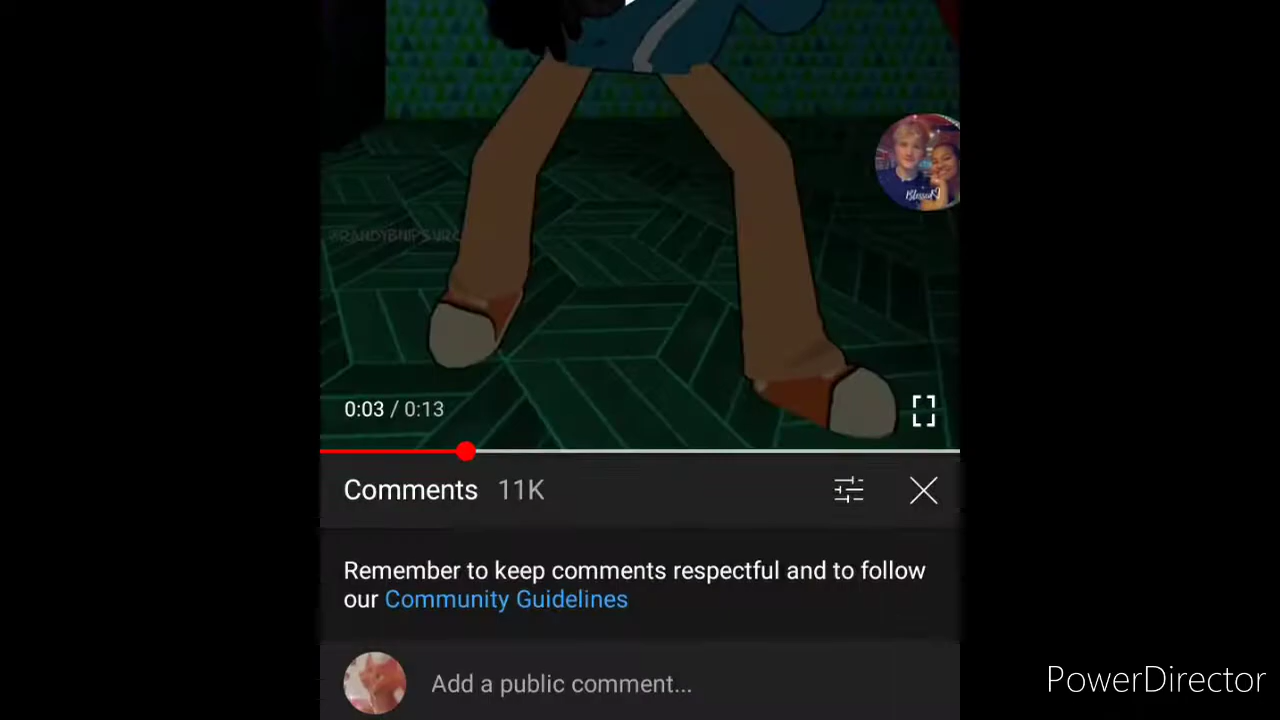 Blessed
0:03 / 0:13
Comments 11K
Remember to keep comments respectful and to follow
our Community Guidelines
Add a public comment...
PowerDirector